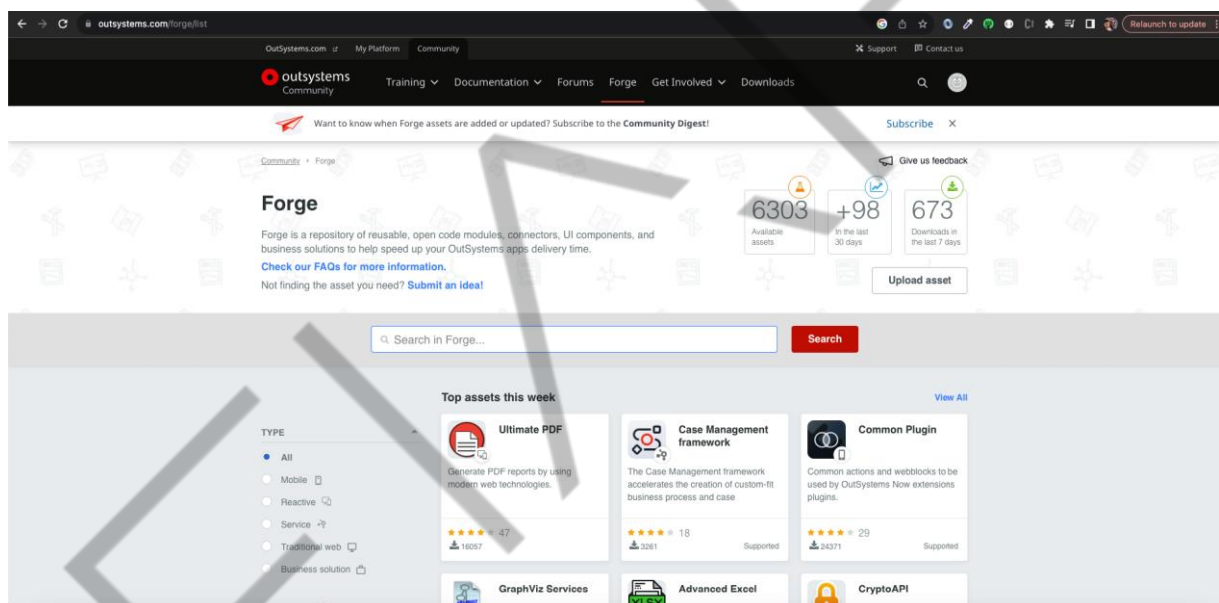 outsystems.com/forge/list
Relaunch to update
OutSystems.com My Platform Community Support Contact us
outsystems
Community
Training Documentation Forums Forge Get Involved Downloads
Want to know when Forge assets are added or updated? Subscribe to the Community Digest! Subscribe
Community Forge
Give us feedback
Forge
Forge is a repository of reusable, open code modules, connectors, UI components, and
business solutions to help speed up your OutSystems apps delivery time.
Check our FAQs for more information.
Not finding the asset you need? Submit an idea!
6303
Available
assets
+98
In the last
30 days
673
Downloads in
the last 7 days
Upload asset
Search in Forge...
Search
TYPE
All
Mobile
Reactive
Service
Traditional web
Business solution
Top assets this week
View All
Ultimate PDF
Generate PDF reports by using
modern web technologies.
47
16057
Case Management
framework
The Case Management framework
accelerates the creation of custom-fit
business process and case
18
3261 Supported
Common Plugin
Common actions and webblocks to be
used by OutSystems Now extensions
plugins.
29
24371 Supported
GraphViz Services
Advanced Excel
XLSX
CryptoAPI